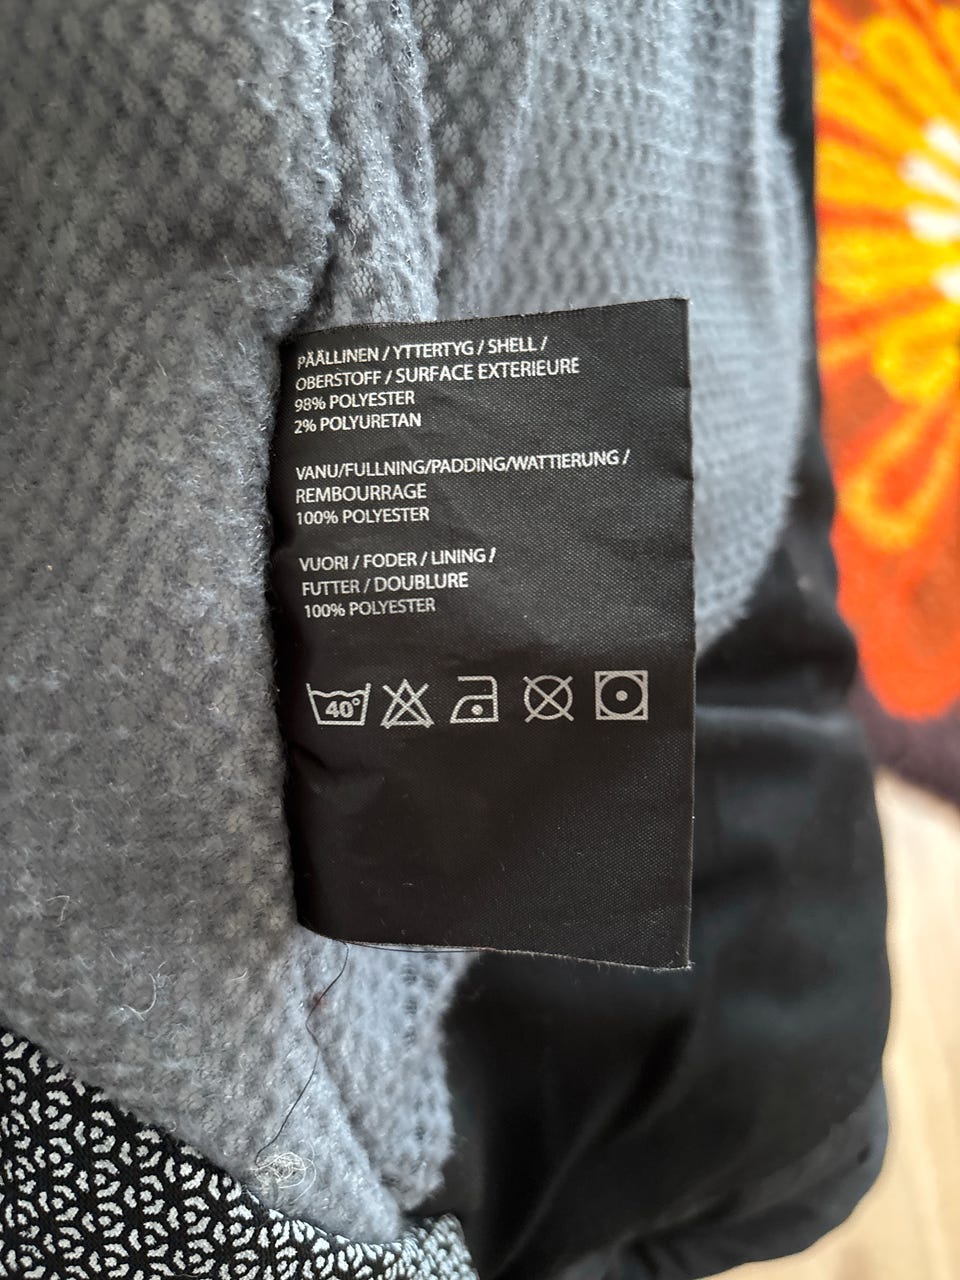 PÄÄLLINEN / YTTERTYG / SHELL /
OBERSTOFF / SURFACE EXTERIEURE
98% POLYESTER
2% POLYURETAN
VANU/FULLNING/PADDING/WATTIERUNG /
REMBOURRAGE
100% POLYESTER
VUORI / FODER / LINING /
FUTTER / DOUBLURE
100% POLYESTER
40°